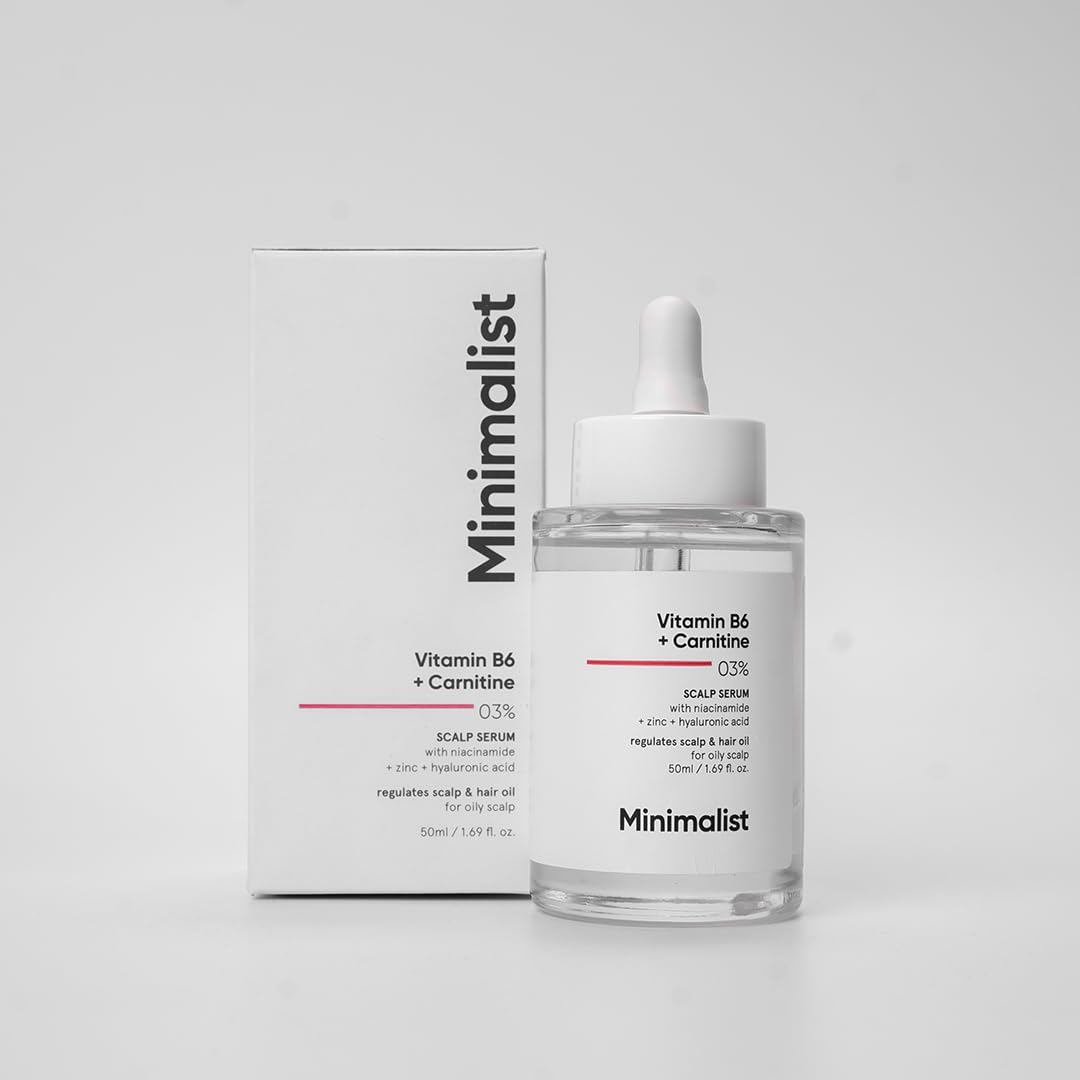 Minimalist
Vitamin B6
+ Carnitine
03%
SCALP SERUM
with niacinamide
+ zinc + hyaluronic acid
regulates scalp & hair oil
for oily scalp
50ml / 1.69 fl. oz.
Vitamin B6
+ Carnitine
03%
SCALP SERUM
with niacinamide
+ zinc + hyaluronic acid
regulates scalp & hair oil
for oily scalp
50ml / 1.69 fl. oz.
Minimalist